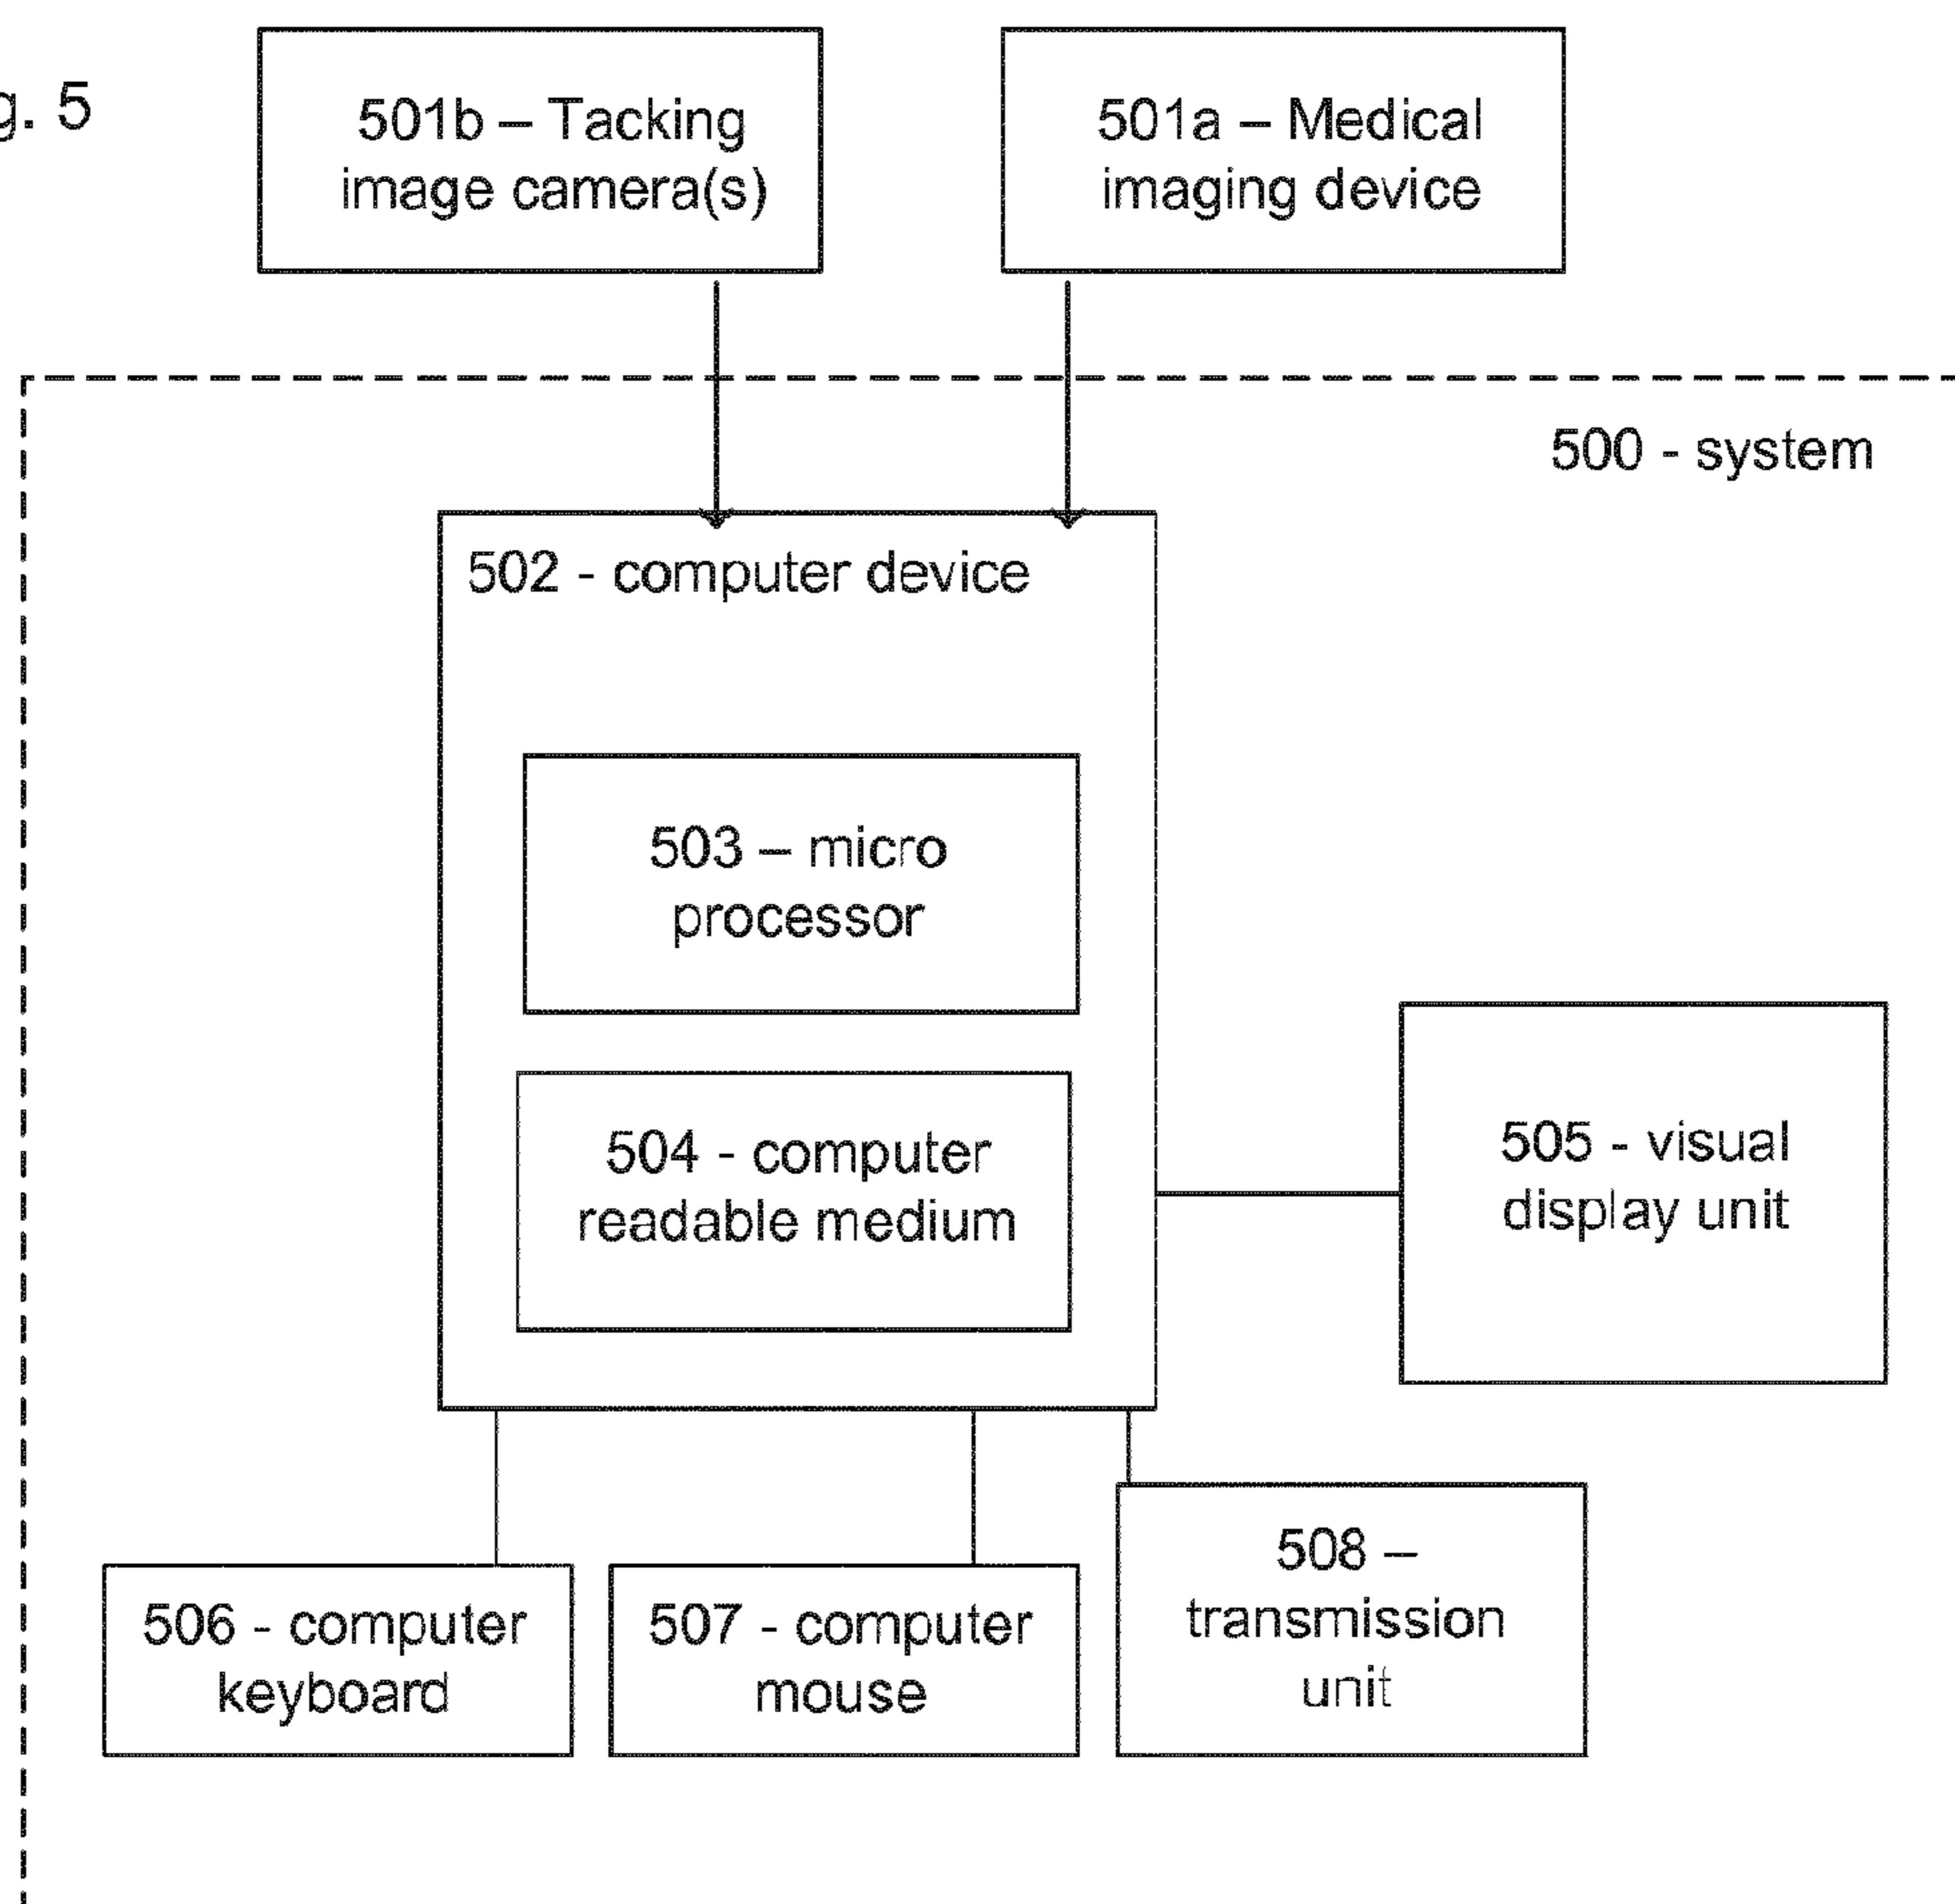 g. 5
501b – Tacking
image camera(s)
501a – Medical
imaging device
500 - system
502 - computer device
503 – micro
processor
504 - computer
readable medium
505 - visual
display unit
506 - computer
keyboard
507 - computer
mouse
508 –
transmission
unit